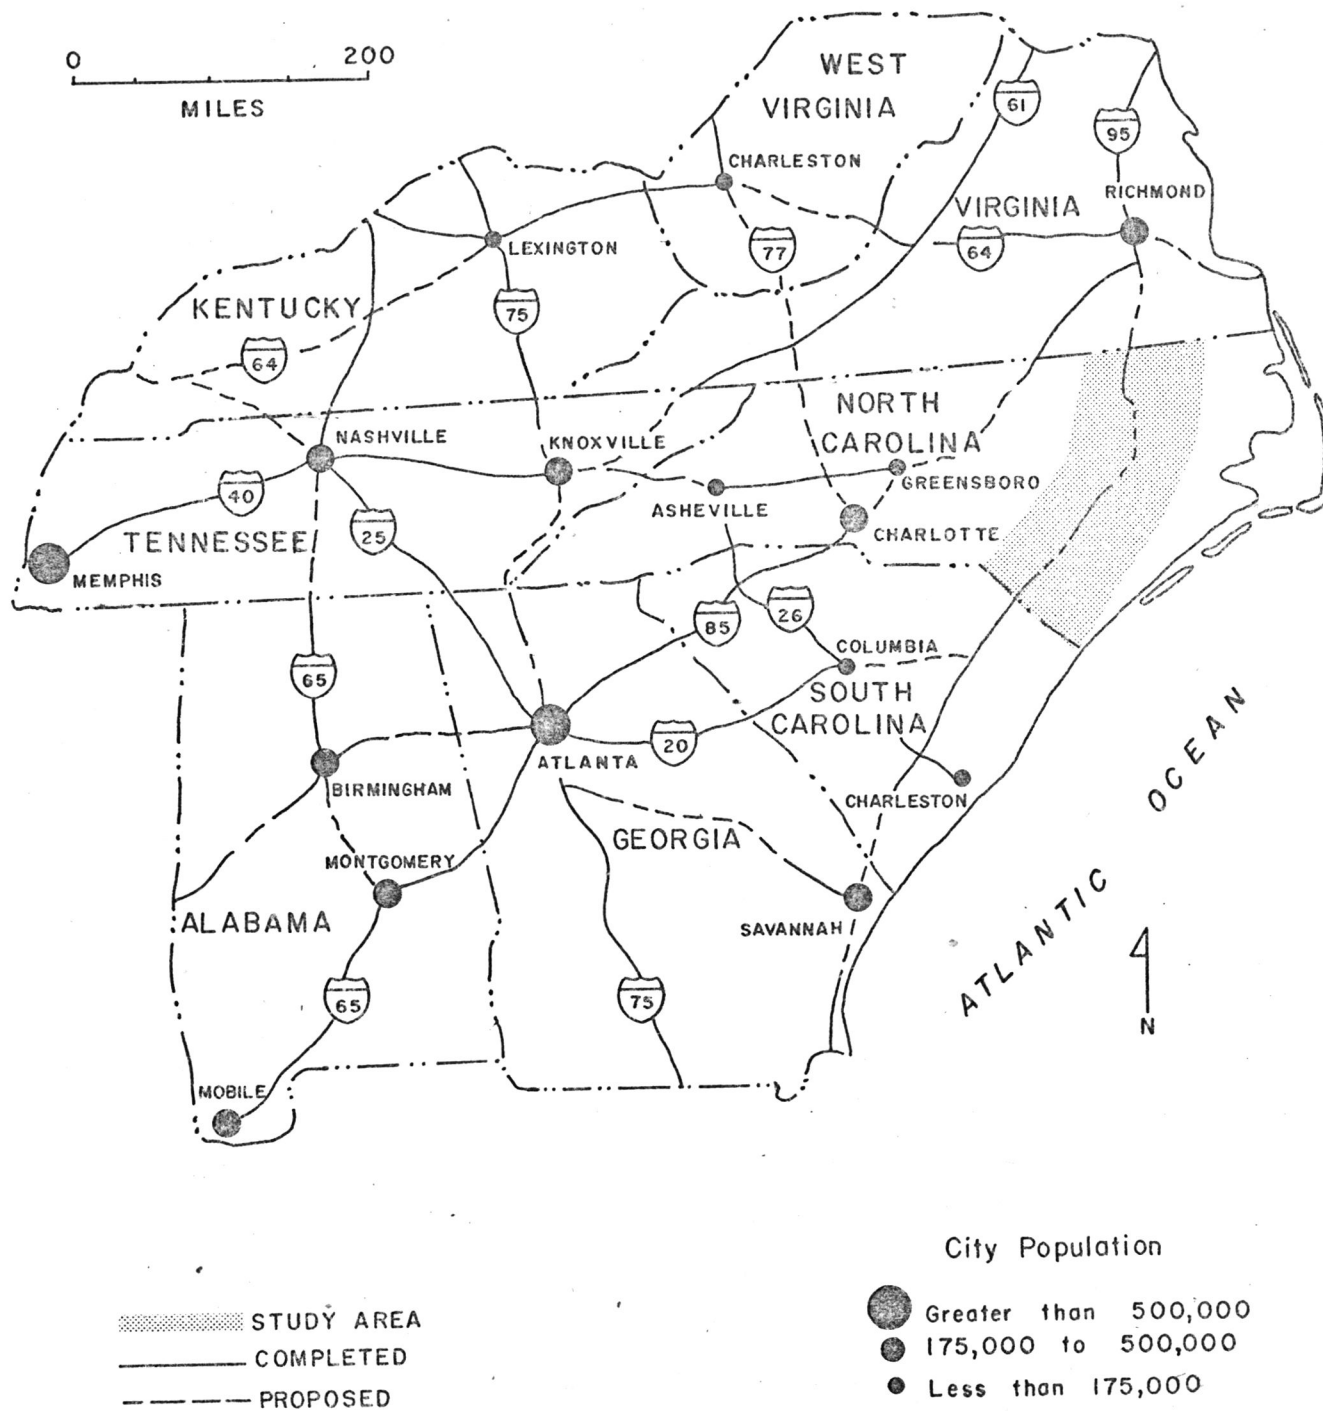 0 200
MILES
WEST
VIRGINIA
61
95
CHARLESTON
RICHMOND
VIRGINIA
LEXINGTON
77
64
KENTUCKY
75
64
NORTH
CAROLINA
NASHVILLE
KNOXVILLE
GREENSBORO
40
ASHEVILLE
25
CHARLOTTE
TENNESSEE
MEMPHIS
85
26
COLUMBIA
65
SOUTH
CAROLINA
20
ATLANTA
BIRMINGHAM
CHARLESTON
GEORGIA
MONTGOMERY
ALABAMA
SAVANNAH
ATLANTIC OCEAN
65
75
N
MOBILE
City Population
Greater than 500,000
175,000 to 500,000
Less than 175,000
STUDY AREA
COMPLETED
PROPOSED